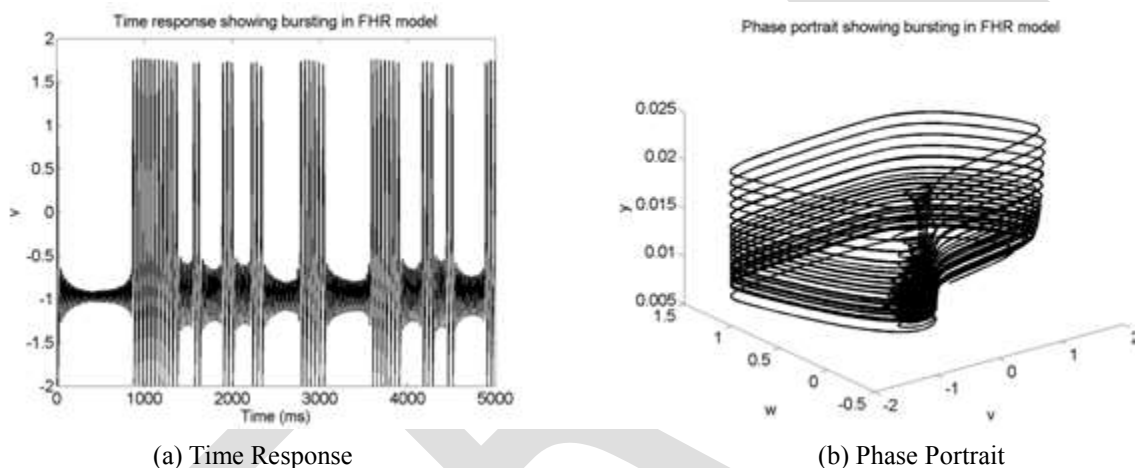 Time response showing bursting in FHR model
2
1.5
1
0.5
0
-0.5
-1
-1.5
-2
v
0 1000 2000 3000 4000 5000
Time (ms)
(a) Time Response
Phase portrait showing bursting in FHR model
0.025
0.02
0.015
0.01
0.005
y
1.5
1
0.5
0
-0.5
w
-2
-1
0
1
2
v
(b) Phase Portrait